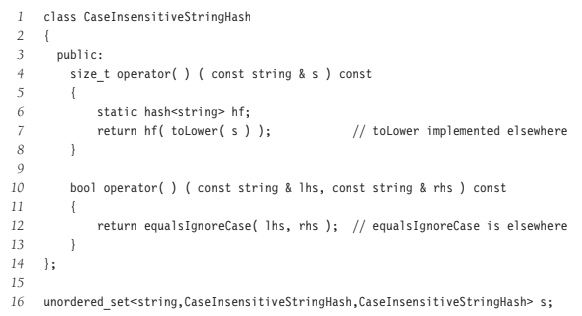 1 class CaseInsensitiveStringHash
2 {
3 public:
4 size_t operator( ) ( const string & s ) const
5 {
6 static hash<string> hf;
7 return hf( toLower( s ) ); // toLower implemented elsewhere
8 }
9
10 bool operator( ) ( const string & lhs, const string & rhs ) const
11 {
12 return equalsIgnoreCase( lhs, rhs ); // equalsIgnoreCase is elsewhere
13 }
14 };
15
16 unordered_set<string,CaseInsensitiveStringHash,CaseInsensitiveStringHash> s;